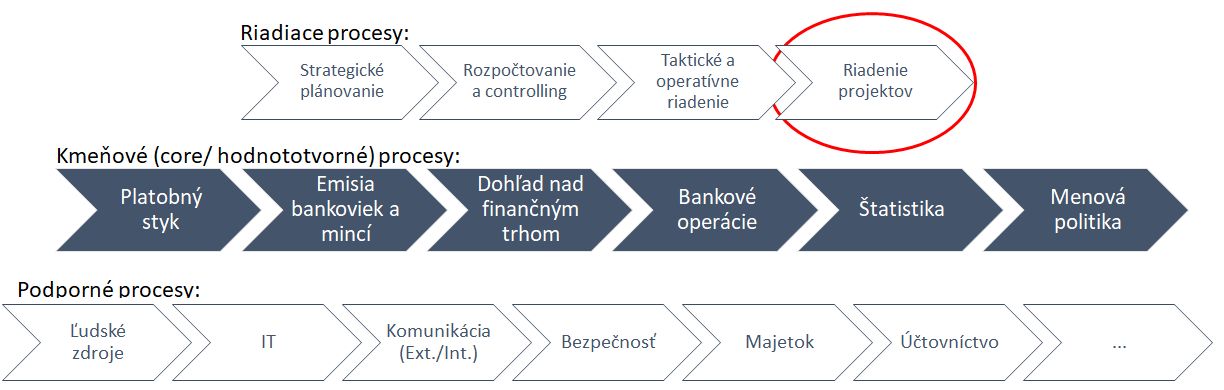 Riadiace procesy:
Strategické
plánovanie
Rozpočtovanie
a controlling
Taktické a
operatívne
riadenie
Riadenie
projektov
Kmeňové (core/ hodnototvorné) procesy:
Platobný
styk
Emisia
bankoviek a
mincí
Dohľad nad
finančným
trhom
Bankové
operácie
Štatistika
Menová
politika
Podporné procesy:
Ľudské
zdroje
IT
Komunikácia
(Ext./Int.)
Bezpečnosť
Majetok
Účtovníctvo
...